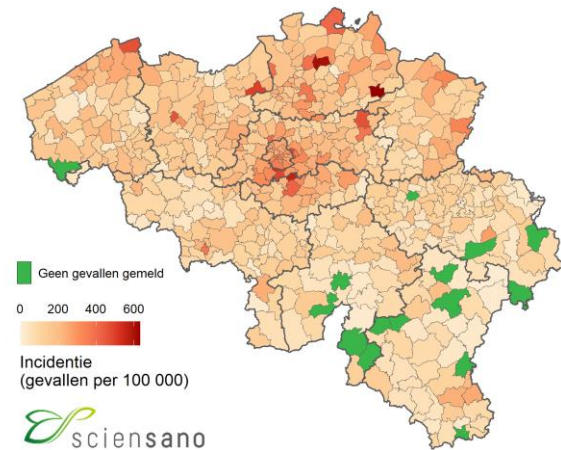 Geen gevallen gemeld
0 200 400 600
Incidentie
(gevallen per 100 000)
sciensano